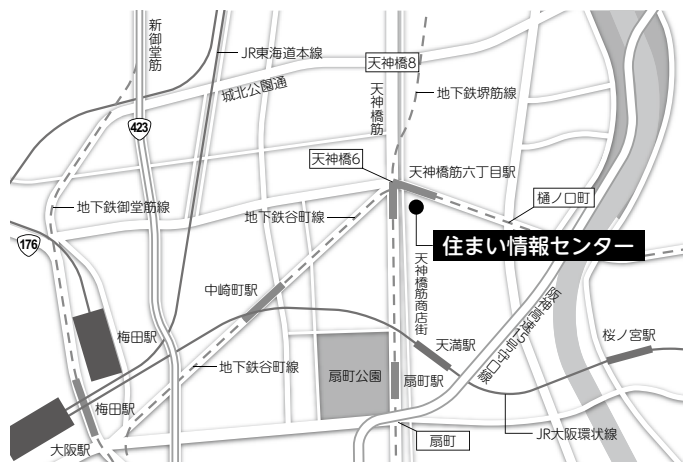 新御堂筋
JR東海道本線
城北公園通
天神橋8
天神橋筋
地下鉄堺筋線
423
天神橋6
天神橋筋六丁目駅
樋ノ口町
地下鉄御堂筋線
地下鉄谷町線
176
住まい情報センター
天神橋筋商店街
中崎町駅
阪神高速12号守口線
梅田駅
天満駅
桜ノ宮駅
地下鉄谷町線
扇町公園
扇町駅
梅田駅
大阪駅
扇町
JR大阪環状線